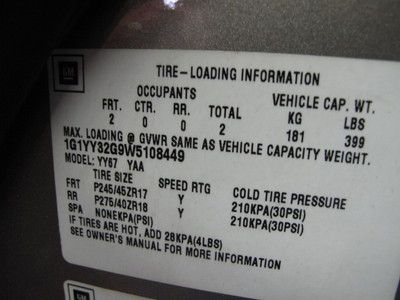 GM
TIRE-LOADING INFORMATION
OCCUPANTS VEHICLE CAP. WT.
FRT. CTR. RR. TOTAL KG LBS
2 0 0 2 181 399
MAX. LOADING @ GVWR SAME AS VEHICLE CAPACITY WEIGHT.
1G1YY32G9W5108449
MODEL: YY67 YAA
TIRE SIZE SPEED RTG COLD TIRE PRESSURE
FRT P245/45ZR17 Y 210KPA(30PSI)
RR P275/40ZR18 Y 210KPA(30PSI)
SP NONEKPA(PSI)
IF TIRES ARE HOT, ADD 28KPA(4LBS)
SEE OWNER'S MANUAL FOR MORE INFORMATION
GM